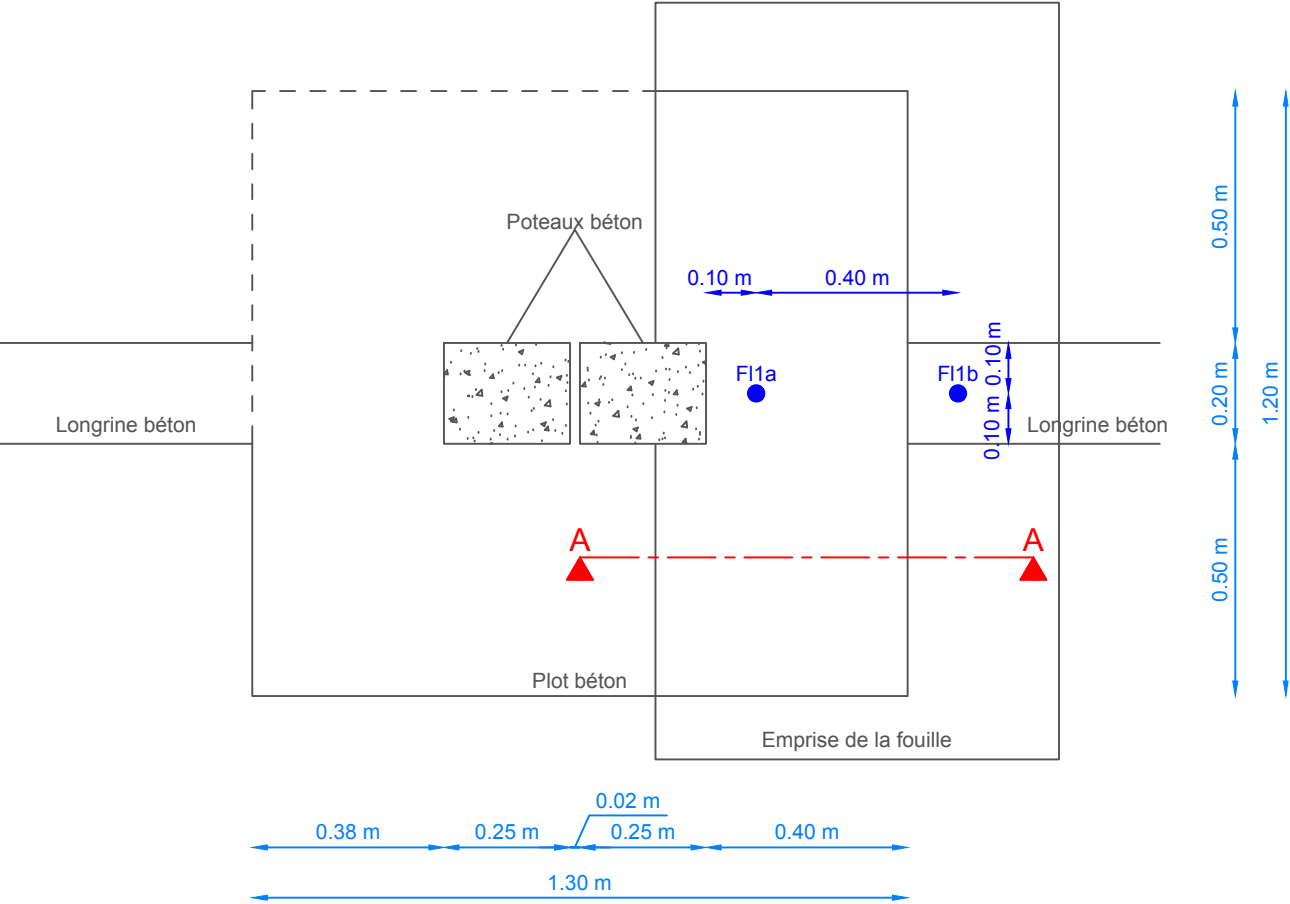 0.50 m
Poteaux béton
0.10 m
0.40 m
0.10 m
Fl1a
Fl1b
0.20 m
1.20 m
Longrine béton
0.10 m
Longrine béton
A
A
0.50 m
Plot béton
Emprise de la fouille
0.02 m
0.38 m
0.25 m
0.25 m
0.40 m
1.30 m